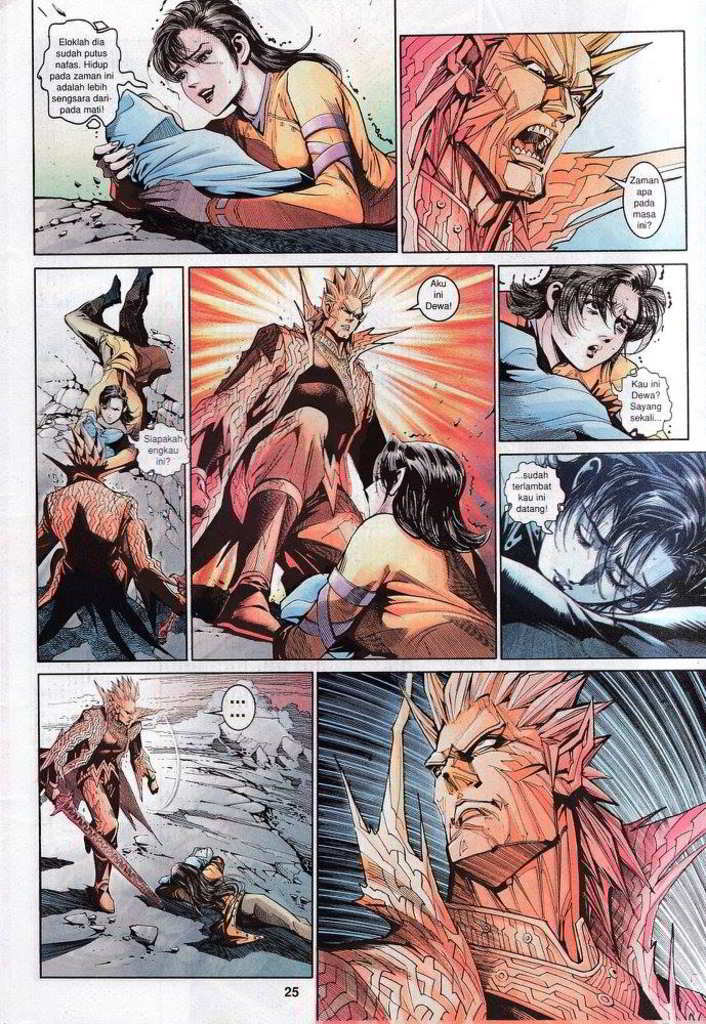 Eloklah dia
sudah putus
nafas. Hidup
pada zaman ini
adalah lebih
sengsara dari-
pada mati!
Zaman
apa
pada
masa
ini?
Siapakah
engkau
ini?
Aku
ini
Dewa!
Kau ini
Dewa?
Sayang
sekali...
...sudah
terlambat
kau ini
datang!
...
...
25